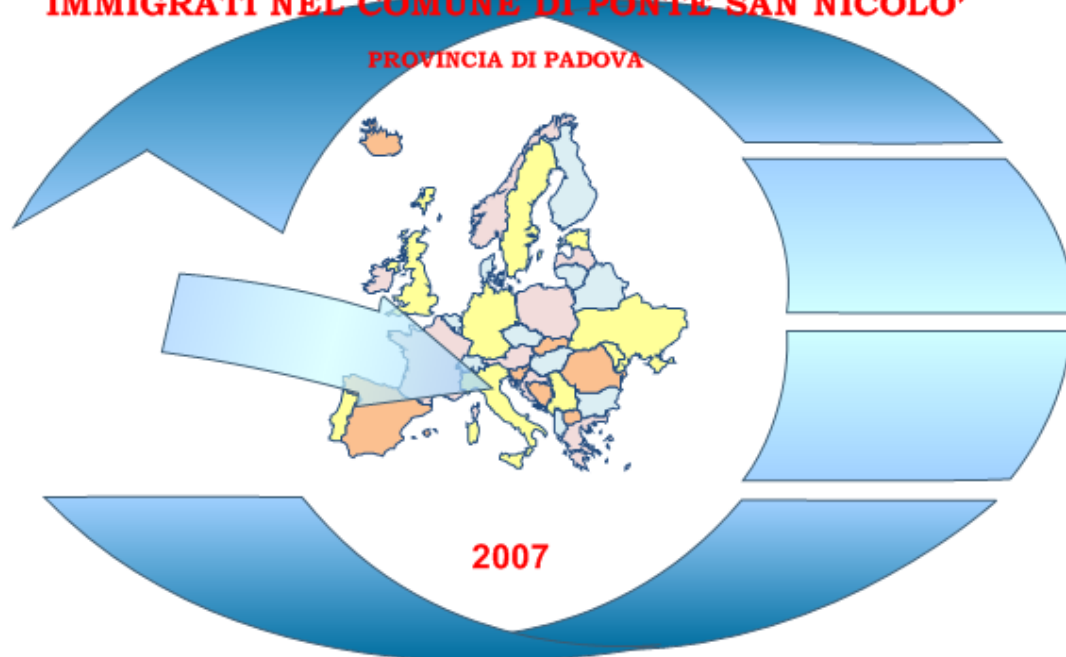 IMMIGRATI NEL COMUNE DI PONTE SAN NICOLO'
PROVINCIA DI PADOVA
2007